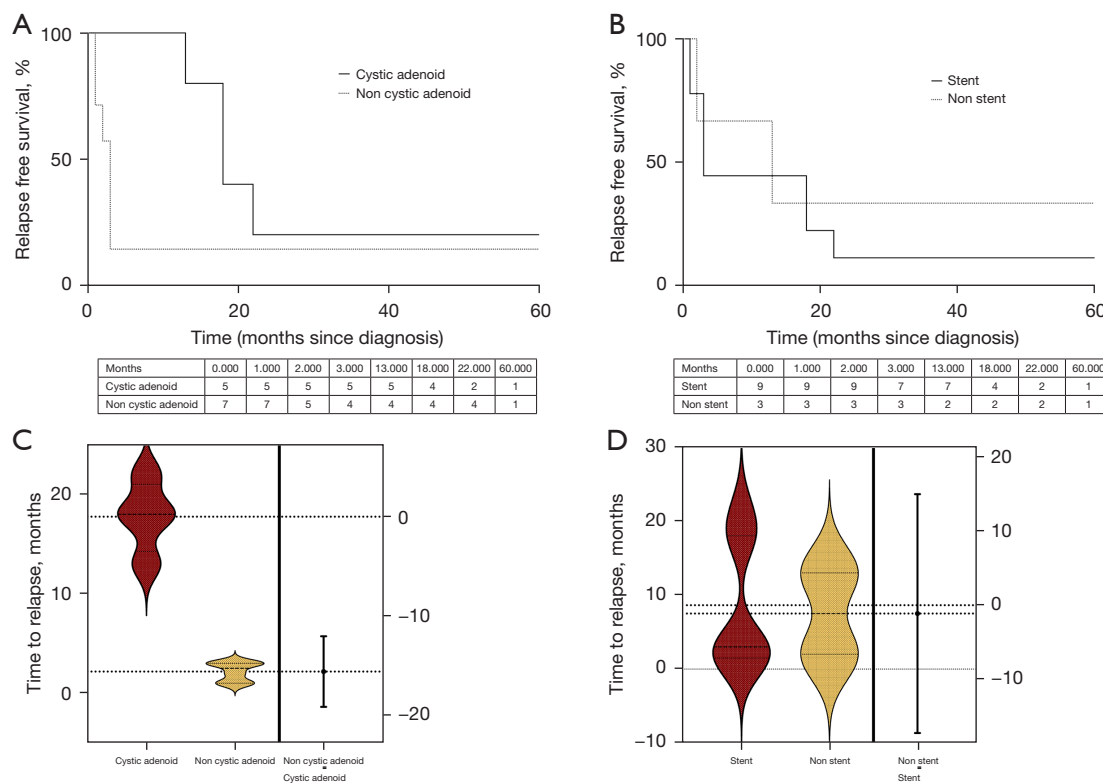 A
Relapse free survival, %
100
50
0
Cystic adenoid
Non cystic adenoid
0 20 40 60
Time (months since diagnosis)
Months 0.000 1.000 2.000 3.000 13.000 18.000 22.000 60.000
Cystic adenoid 5 5 5 5 5 4 2 1
Non cystic adenoid 7 7 5 4 4 4 4 1
B
Relapse free survival, %
100
50
0
Stent
Non stent
0 20 40 60
Time (months since diagnosis)
Months 0.000 1.000 2.000 3.000 13.000 18.000 22.000 60.000
Stent 9 9 9 7 7 4 2 1
Non stent 3 3 3 3 2 2 2 1
C
Time to relapse, months
20
10
0
0
−10
−20
Cystic adenoid
Non cystic adenoid
Non cystic adenoid
-
Cystic adenoid
D
Time to relapse, months
30
20
10
0
−10
20
10
0
−10
Stent
Non stent
Non stent
-
Stent